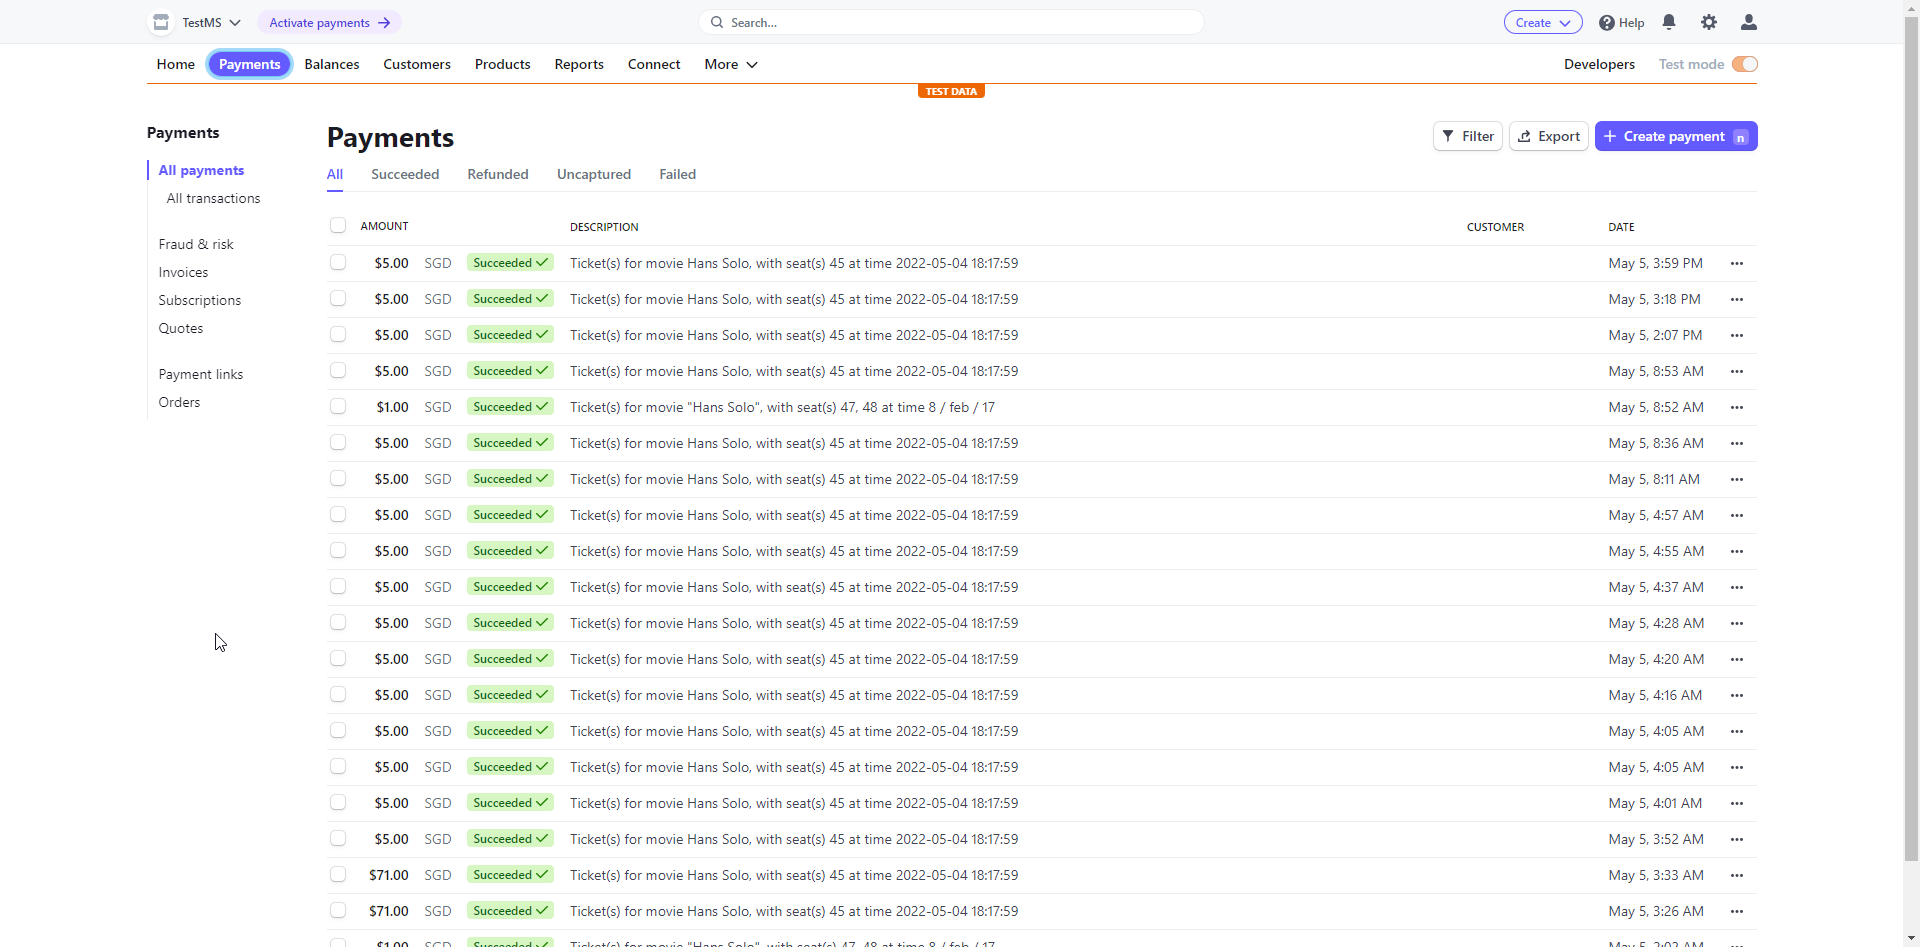 TestMS Activate payments Search... Create Help
Home Payments Balances Customers Products Reports Connect More Developers Test mode
TEST DATA
Payments
All payments
All transactions
Fraud & risk
Invoices
Subscriptions
Quotes
Payment links
Orders
Payments Filter Export Create payment n
All Succeeded Refunded Uncaptured Failed
AMOUNT DESCRIPTION CUSTOMER DATE
$5.00 SGD Succeeded Ticket(s) for movie Hans Solo, with seat(s) 45 at time 2022-05-04 18:17:59 May 5, 3:59 PM
$5.00 SGD Succeeded Ticket(s) for movie Hans Solo, with seat(s) 45 at time 2022-05-04 18:17:59 May 5, 3:18 PM
$5.00 SGD Succeeded Ticket(s) for movie Hans Solo, with seat(s) 45 at time 2022-05-04 18:17:59 May 5, 2:07 PM
$5.00 SGD Succeeded Ticket(s) for movie Hans Solo, with seat(s) 45 at time 2022-05-04 18:17:59 May 5, 8:53 AM
$1.00 SGD Succeeded Ticket(s) for movie "Hans Solo", with seat(s) 47, 48 at time 8 / feb / 17 May 5, 8:52 AM
$5.00 SGD Succeeded Ticket(s) for movie Hans Solo, with seat(s) 45 at time 2022-05-04 18:17:59 May 5, 8:36 AM
$5.00 SGD Succeeded Ticket(s) for movie Hans Solo, with seat(s) 45 at time 2022-05-04 18:17:59 May 5, 8:11 AM
$5.00 SGD Succeeded Ticket(s) for movie Hans Solo, with seat(s) 45 at time 2022-05-04 18:17:59 May 5, 4:57 AM
$5.00 SGD Succeeded Ticket(s) for movie Hans Solo, with seat(s) 45 at time 2022-05-04 18:17:59 May 5, 4:55 AM
$5.00 SGD Succeeded Ticket(s) for movie Hans Solo, with seat(s) 45 at time 2022-05-04 18:17:59 May 5, 4:37 AM
$5.00 SGD Succeeded Ticket(s) for movie Hans Solo, with seat(s) 45 at time 2022-05-04 18:17:59 May 5, 4:28 AM
$5.00 SGD Succeeded Ticket(s) for movie Hans Solo, with seat(s) 45 at time 2022-05-04 18:17:59 May 5, 4:20 AM
$5.00 SGD Succeeded Ticket(s) for movie Hans Solo, with seat(s) 45 at time 2022-05-04 18:17:59 May 5, 4:16 AM
$5.00 SGD Succeeded Ticket(s) for movie Hans Solo, with seat(s) 45 at time 2022-05-04 18:17:59 May 5, 4:05 AM
$5.00 SGD Succeeded Ticket(s) for movie Hans Solo, with seat(s) 45 at time 2022-05-04 18:17:59 May 5, 4:05 AM
$5.00 SGD Succeeded Ticket(s) for movie Hans Solo, with seat(s) 45 at time 2022-05-04 18:17:59 May 5, 4:01 AM
$5.00 SGD Succeeded Ticket(s) for movie Hans Solo, with seat(s) 45 at time 2022-05-04 18:17:59 May 5, 3:52 AM
$71.00 SGD Succeeded Ticket(s) for movie Hans Solo, with seat(s) 45 at time 2022-05-04 18:17:59 May 5, 3:33 AM
$71.00 SGD Succeeded Ticket(s) for movie Hans Solo, with seat(s) 45 at time 2022-05-04 18:17:59 May 5, 3:26 AM
$1.00 SGD Succeeded Ticket(s) for movie "Hans Solo", with seat(s) 47, 48 at time 8 / feb / 17 May 5,